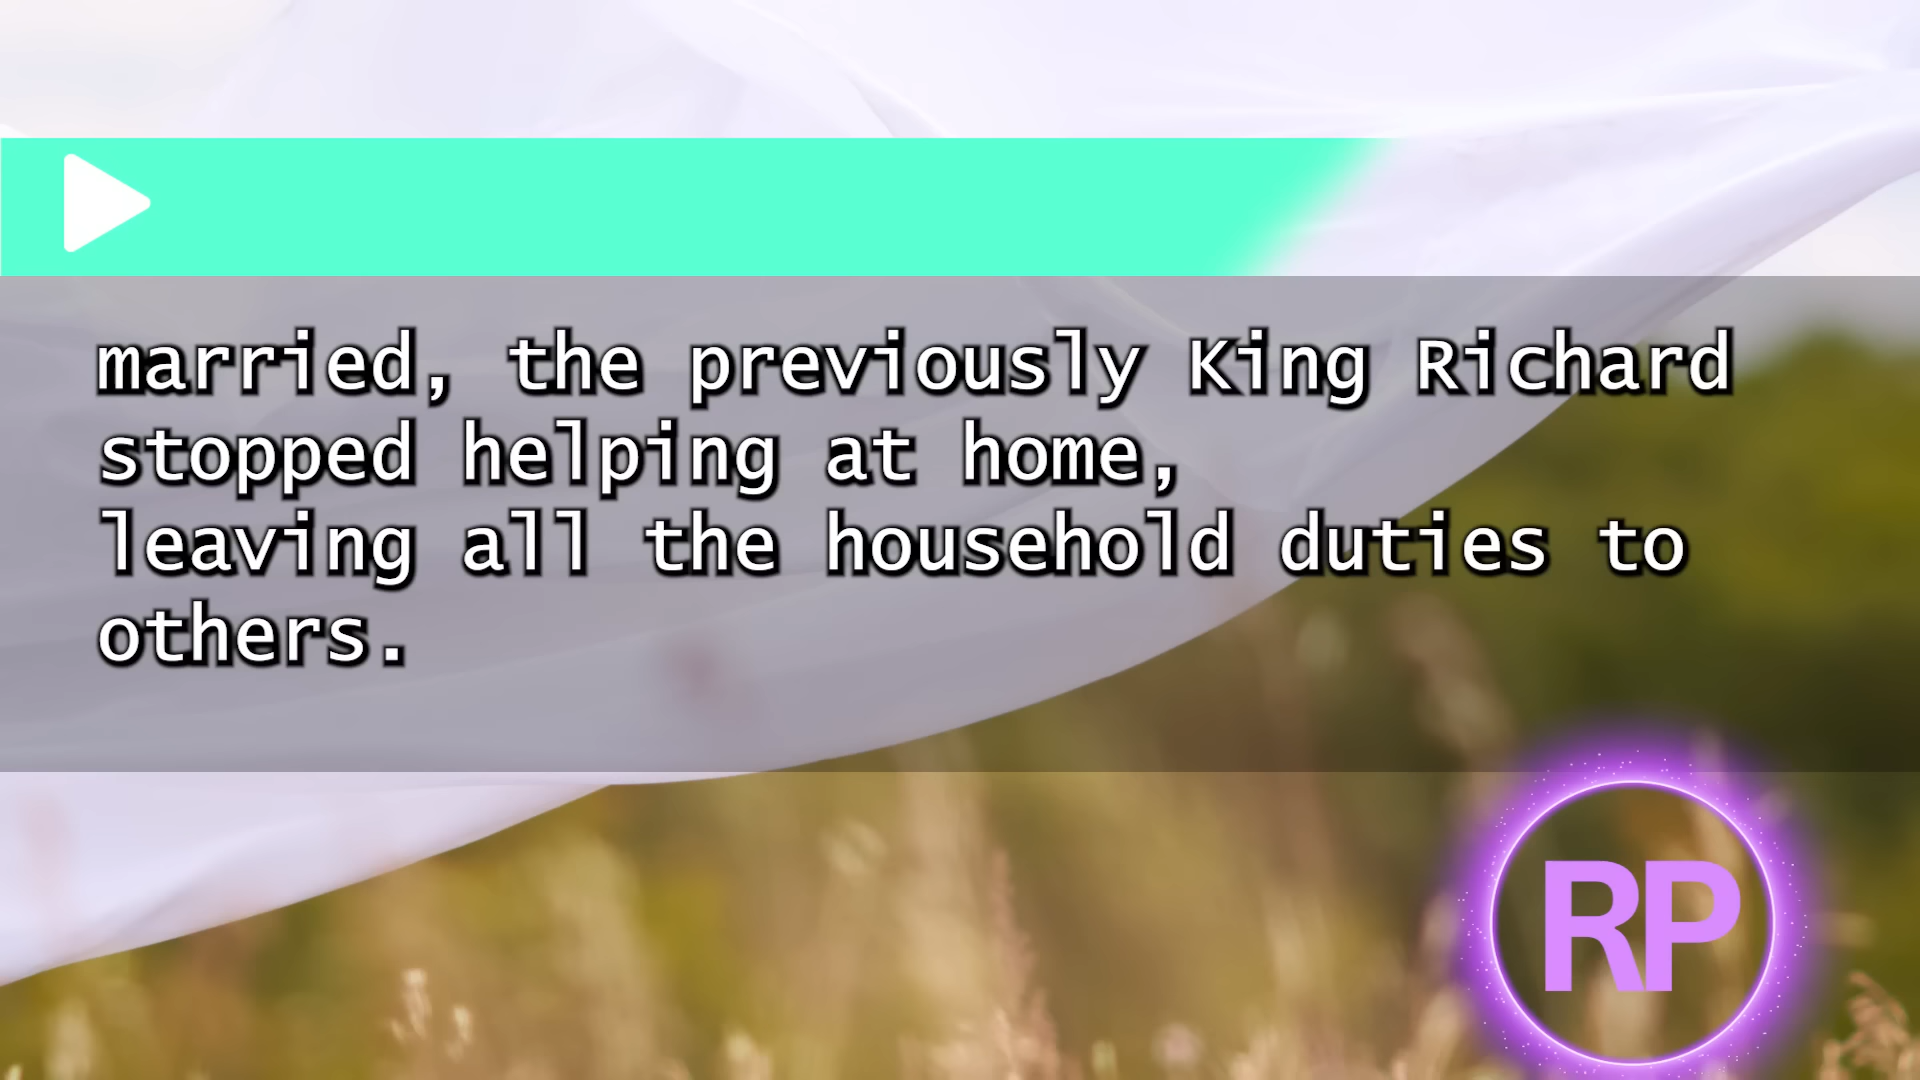 married, the previously King Richard
stopped helping at home,
leaving all the household duties to
others.
RP